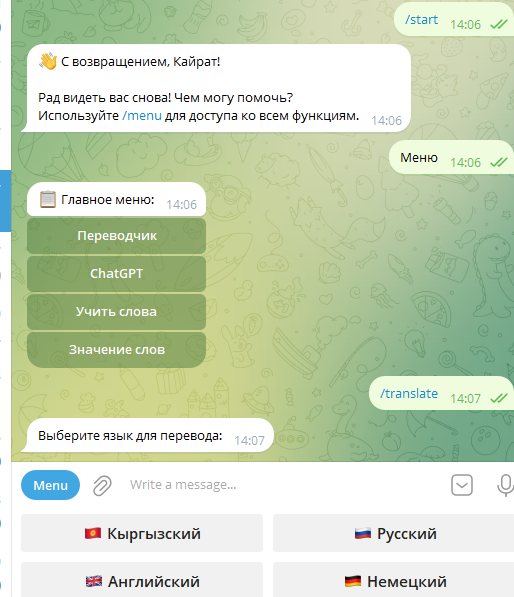 /start 14:06
С возвращением, Кайрат!
Рад видеть вас снова! Чем могу помочь?
Используйте /menu для доступа ко всем функциям. 14:06
Меню 14:06
Главное меню: 14:06
Переводчик
ChatGPT
Учить слова
Значение слов
/translate 14:07
Выберите язык для перевода: 14:07
Menu Write a message...
Кыргызский Русский
Английский Немецкий